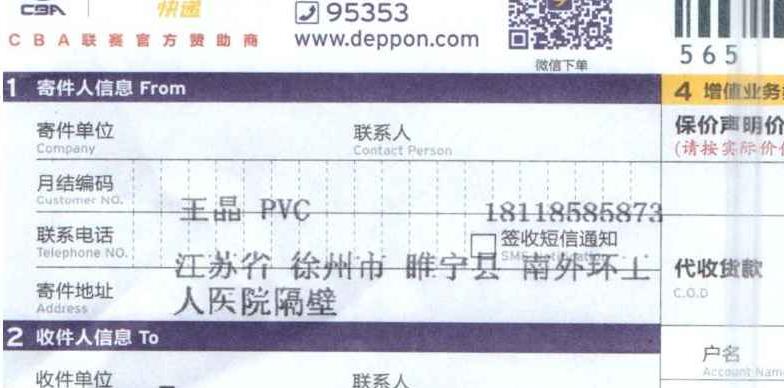 CBA 快递 95353
CBA联赛官方赞助商 www.deppon.com
微信下单
565
1 寄件人信息 From
4 增值业务
寄件单位
Company
联系人
Contact Person
保价声明价
(请按实际价
月结编码
Customer NO.
王晶 PVC 18118585873
联系电话
Telephone NO.
签收短信通知
SMS Notification
江苏省 徐州市 睢宁县 南外环工
人医院隔壁
寄件地址
Address
代收货款
C.O.D
2 收件人信息 To
户名
Account Name
收件单位
联系人